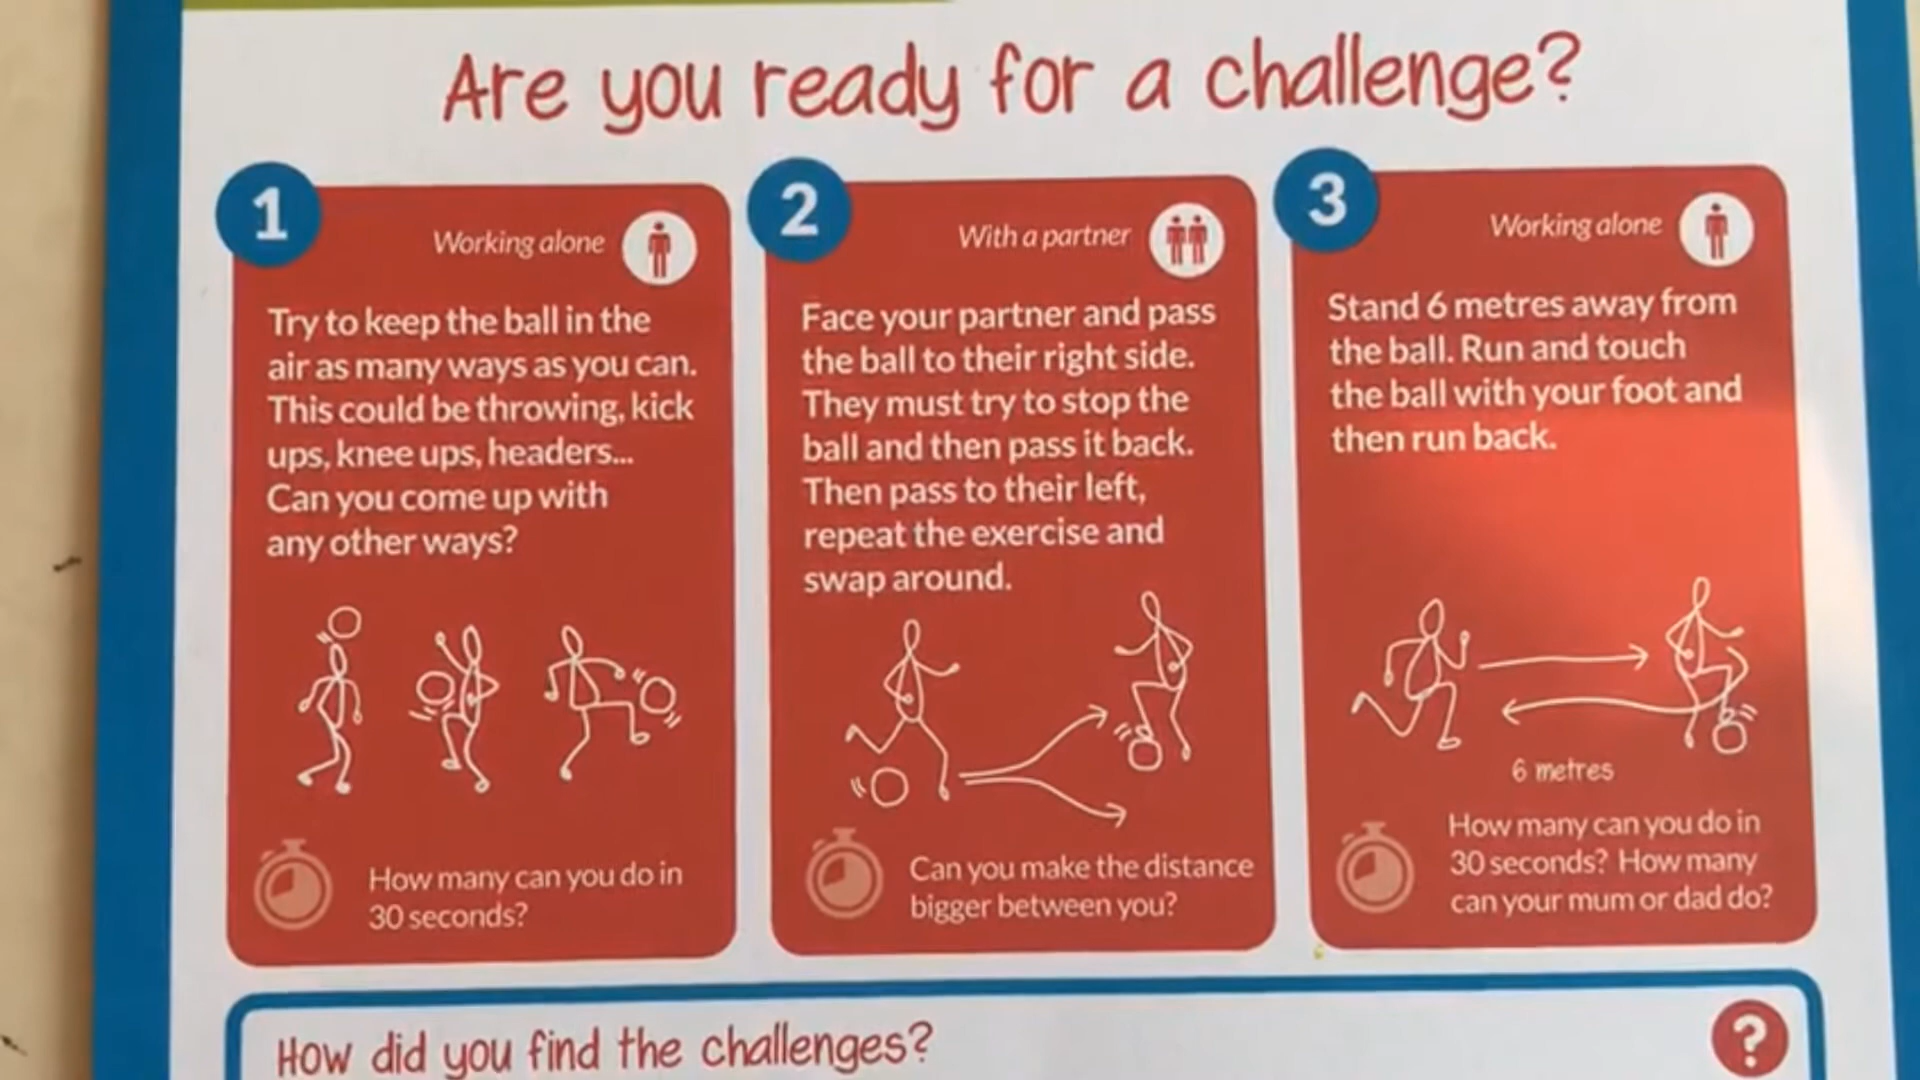 Are you ready for a challenge?
1
Working alone
Try to keep the ball in the
air as many ways as you can.
This could be throwing, kick
ups, knee ups, headers...
Can you come up with
any other ways?
How many can you do in
30 seconds?
2
With a partner
Face your partner and pass
the ball to their right side.
They must try to stop the
ball and then pass it back.
Then pass to their left,
repeat the exercise and
swap around.
Can you make the distance
bigger between you?
3
Working alone
Stand 6 metres away from
the ball. Run and touch
the ball with your foot and
then run back.
6 metres
How many can you do in
30 seconds? How many
can your mum or dad do?
How did you find the challenges?
?